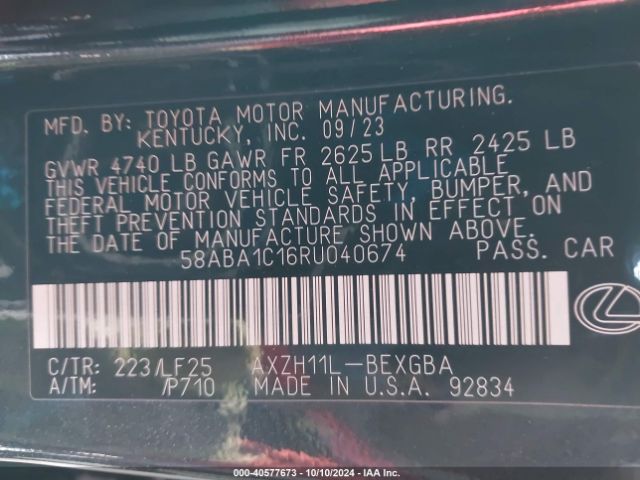 MFD. BY: TOYOTA MOTOR MANUFACTURING.
KENTUCKY, INC. 09/23
GVWR 4740 LB GAWR FR 2625 LB RR 2425 LB
THIS VEHICLE CONFORMS TO ALL APPLICABLE
FEDERAL MOTOR VEHICLE SAFETY, BUMPER, AND
THEFT PREVENTION STANDARDS IN EFFECT ON
THE DATE OF MANUFACTURE SHOWN ABOVE.
58ABA1C16RU040674 PASS. CAR
C/TR: 223/LF25 AXZH11L-BEXGBA
A/TM: /P710 MADE IN U.S.A. 92834
000-40577673 - 10/10/2024 - IAA Inc.